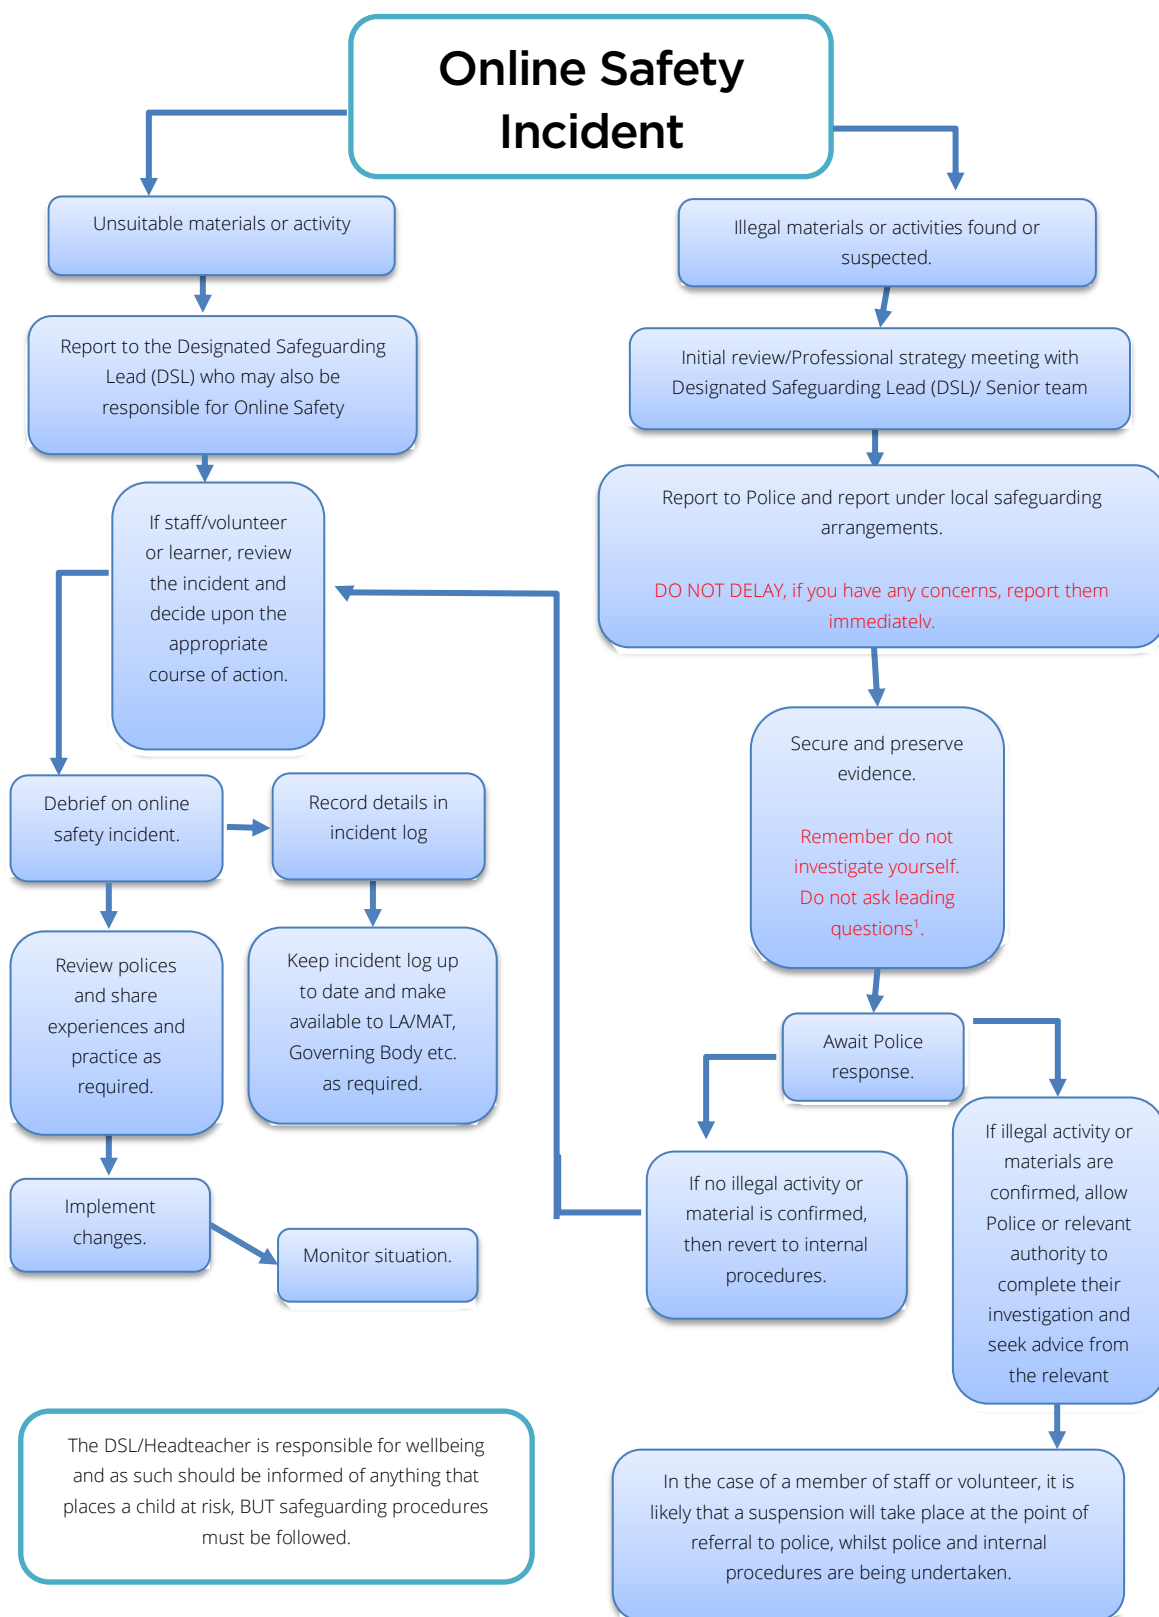 Online Safety
Incident
Unsuitable materials or activity
Report to the Designated Safeguarding
Lead (DSL) who may also be
responsible for Online Safety
If staff/volunteer
or learner, review
the incident and
decide upon the
appropriate
course of action.
Debrief on online
safety incident.
Record details in
incident log
Review polices
and share
experiences and
practice as
required.
Keep incident log up
to date and make
available to LA/MAT,
Governing Body etc.
as required.
Implement
changes.
Monitor situation.
Illegal materials or activities found or
suspected.
Initial review/Professional strategy meeting with
Designated Safeguarding Lead (DSL)/ Senior team
Report to Police and report under local safeguarding
arrangements.
DO NOT DELAY, if you have any concerns, report them
immediately.
Secure and preserve
evidence.
Remember do not
investigate yourself.
Do not ask leading
questions¹.
Await Police
response.
If no illegal activity or
material is confirmed,
then revert to internal
procedures.
If illegal activity or
materials are
confirmed, allow
Police or relevant
authority to
complete their
investigation and
seek advice from
the relevant
In the case of a member of staff or volunteer, it is
likely that a suspension will take place at the point of
referral to police, whilst police and internal
procedures are being undertaken.
The DSL/Headteacher is responsible for wellbeing
and as such should be informed of anything that
places a child at risk, BUT safeguarding procedures
must be followed.